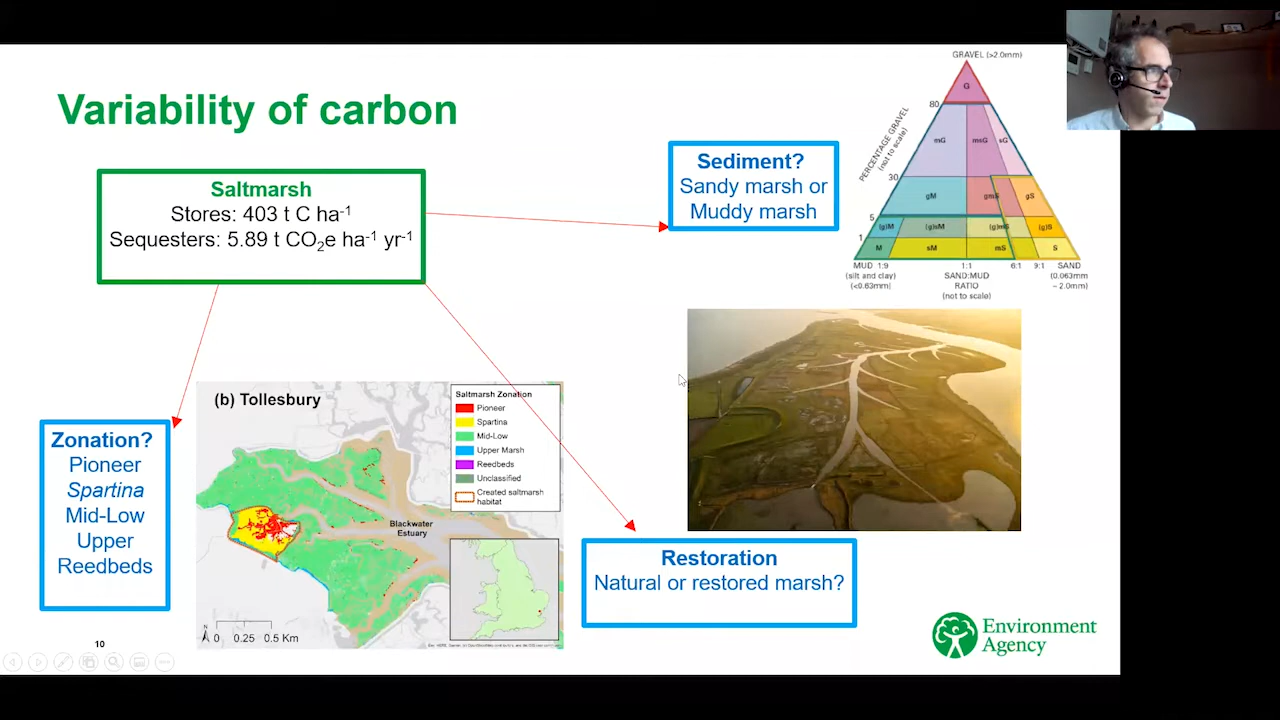 Variability of carbon
Saltmarsh
Stores: 403 t C ha-1
Sequesters: 5.89 t CO2e ha-1 yr-1
Sediment?
Sandy marsh or
Muddy marsh
GRAVEL (>2.0mm)
G
80
PERCENTAGE GRAVEL
(not to scale)
mG
msG
sG
30
gM
gmS
gS
5
(g)M
(g)sM
(g)mS
(g)S
1
M
sM
mS
S
MUD 1:9 1:1 6:1 9:1 SAND
(silt and clay) SAND:MUD (0.063mm
(<0.63mm) RATIO – 2.0mm)
(not to scale)
Zonation?
Pioneer
Spartina
Mid-Low
Upper
Reedbeds
(b) Tollesbury
Saltmarsh Zonation
Pioneer
Spartina
Mid-Low
Upper Marsh
Reedbeds
Unclassified
Created saltmarsh
habitat
Blackwater
Estuary
N
0 0.25 0.5 Km
Restoration
Natural or restored marsh?
10
Environment
Agency